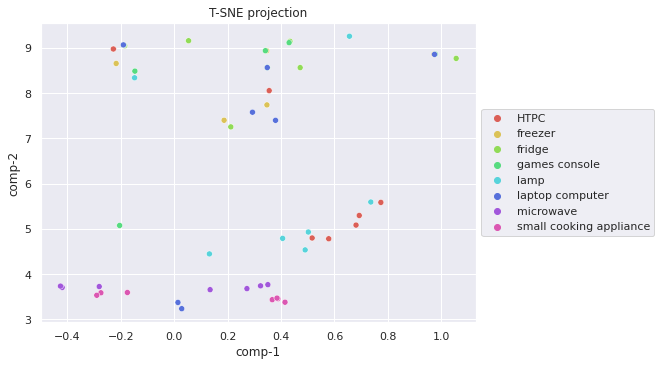 T-SNE projection
comp-2
9
8
7
6
5
4
3
−0.4
−0.2
0.0
0.2
0.4
0.6
0.8
1.0
comp-1
HTPC
freezer
fridge
games console
lamp
laptop computer
microwave
small cooking appliance